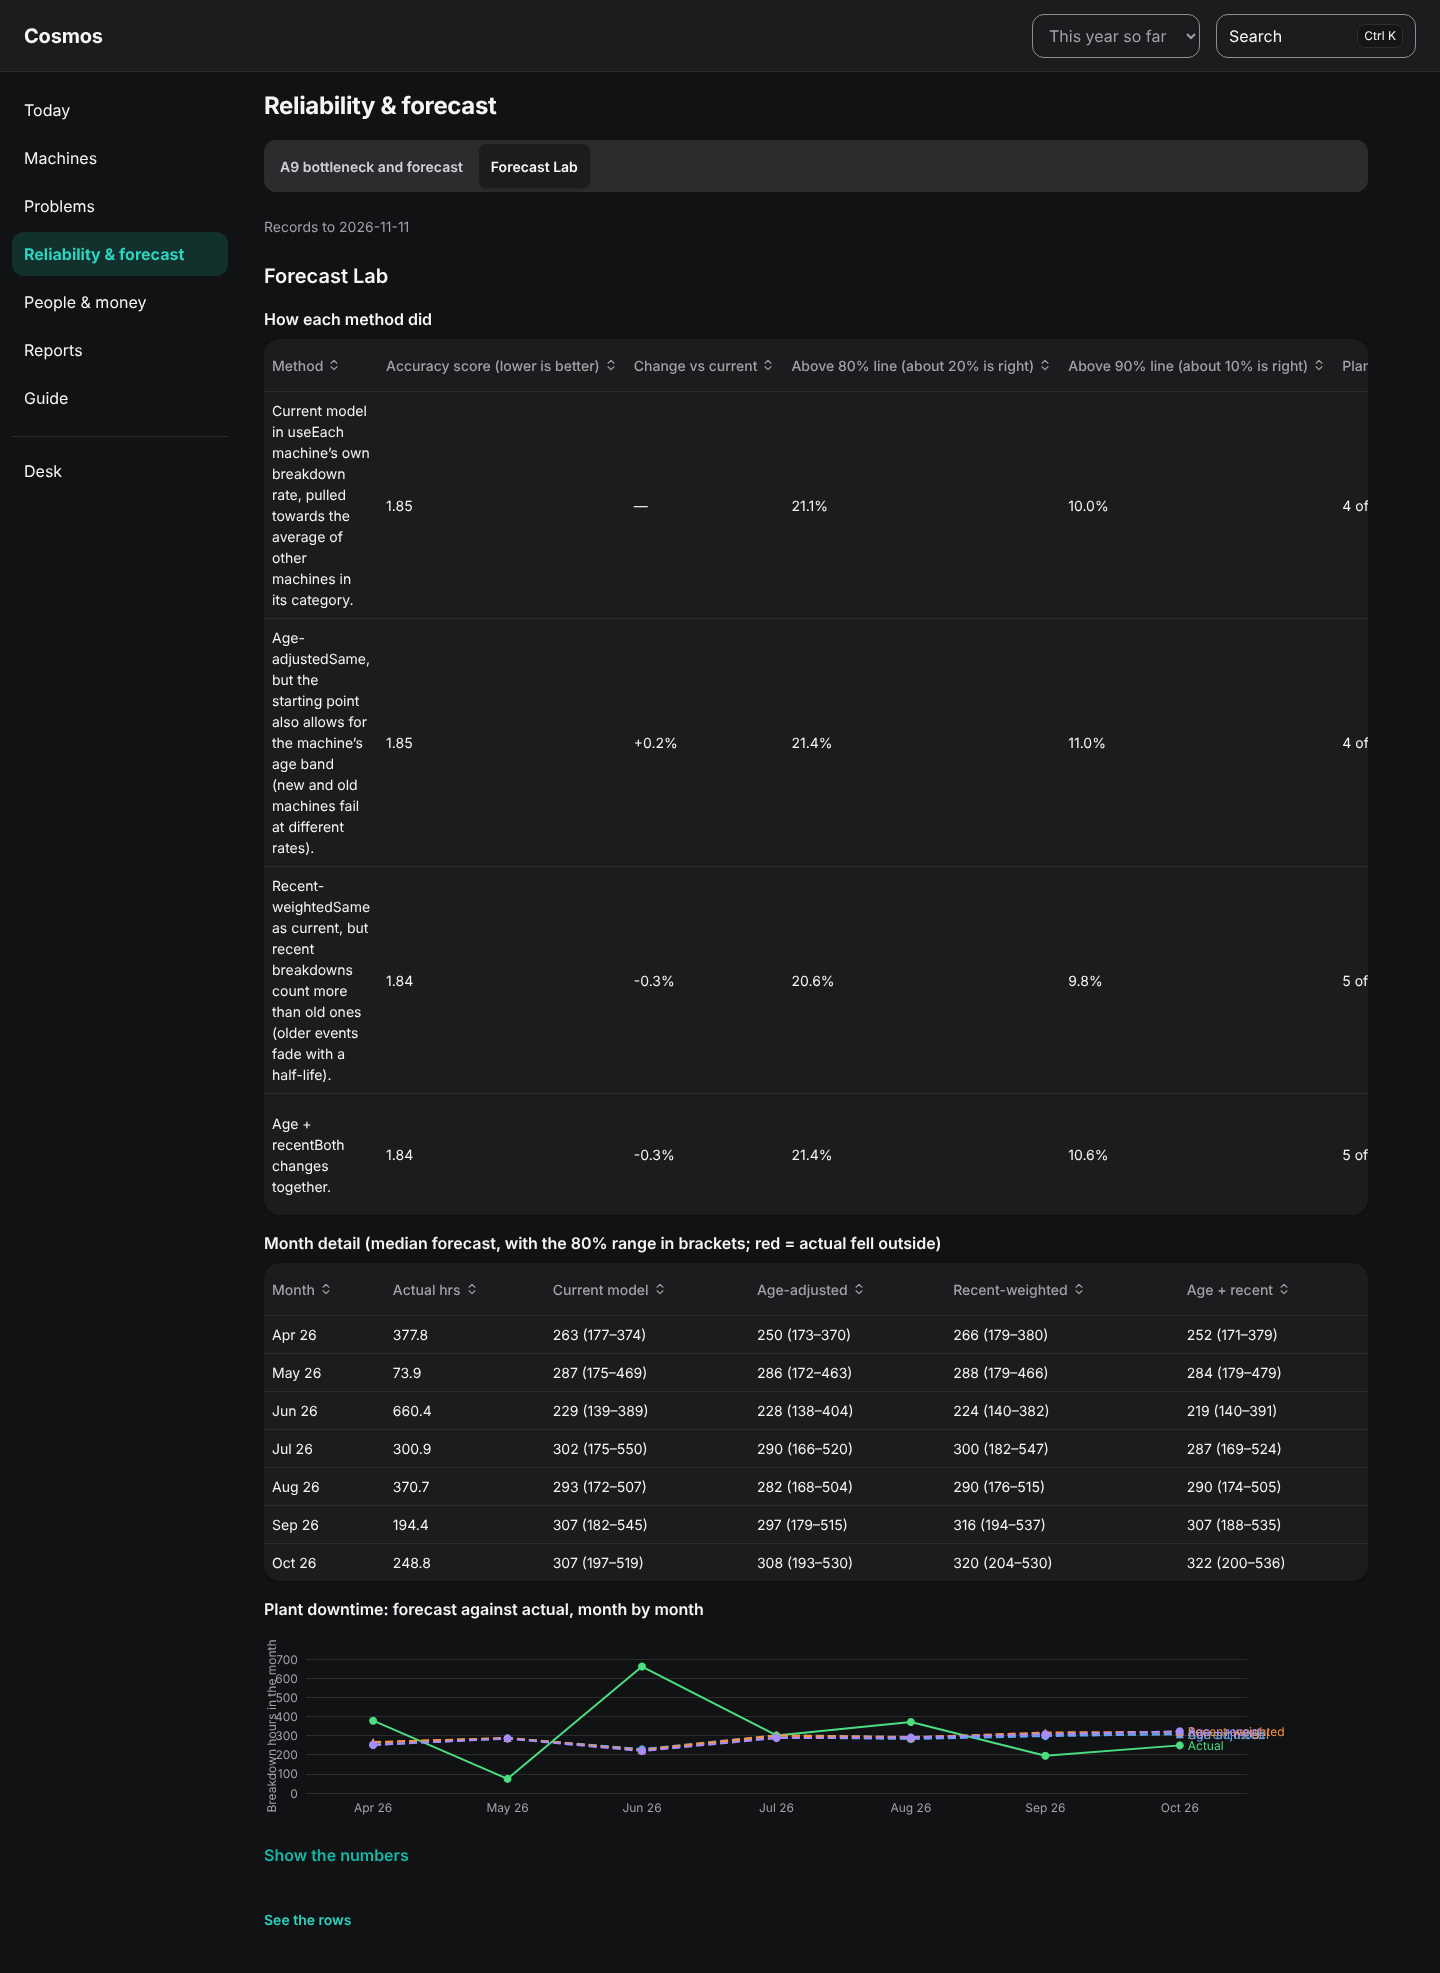 Cosmos
This year so far
Search
Ctrl K
Today
Machines
Problems
Reliability & forecast
People & money
Reports
Guide
Desk
Reliability & forecast
A9 bottleneck and forecast
Forecast Lab
Records to 2026-11-11
Forecast Lab
How each method did
Method Accuracy score (lower is better) Change vs current Above 80% line (about 20% is right) Above 90% line (about 10% is right)
Current model
in useEach
machine's own
breakdown
rate, pulled
towards the
average of
other
machines in
its category.
1.85 — 21.1% 10.0% 4 of
Age-
adjustedSame,
but the
starting point
also allows for
the machine's
age band
(new and old
machines fail
at different
rates).
1.85 +0.2% 21.4% 11.0% 4 of
Recent-
weightedSame
as current, but
recent
breakdowns
count more
than old ones
(older events
fade with a
half-life).
1.84 -0.3% 20.6% 9.8% 5 of
Age +
recentBoth
changes
together.
1.84 -0.3% 21.4% 10.6% 5 of
Month detail (median forecast, with the 80% range in brackets; red = actual fell outside)
Month Actual hrs Current model Age-adjusted Recent-weighted Age + recent
Apr 26 377.8 263 (177–374) 250 (173–370) 266 (179–380) 252 (171–379)
May 26 73.9 287 (175–469) 286 (172–463) 288 (179–466) 284 (179–479)
Jun 26 660.4 229 (139–389) 228 (138–404) 224 (140–382) 219 (140–391)
Jul 26 300.9 302 (175–550) 290 (166–520) 300 (182–547) 287 (169–524)
Aug 26 370.7 293 (172–507) 282 (168–504) 290 (176–515) 290 (174–505)
Sep 26 194.4 307 (182–545) 297 (179–515) 316 (194–537) 307 (188–535)
Oct 26 248.8 307 (197–519) 308 (193–530) 320 (204–530) 322 (200–536)
Plant downtime: forecast against actual, month by month
Breakdown hours in the month
700
600
500
400
300
200
100
0
Recent-weighted
Actual
Apr 26 May 26 Jun 26 Jul 26 Aug 26 Sep 26 Oct 26
Show the numbers
See the rows